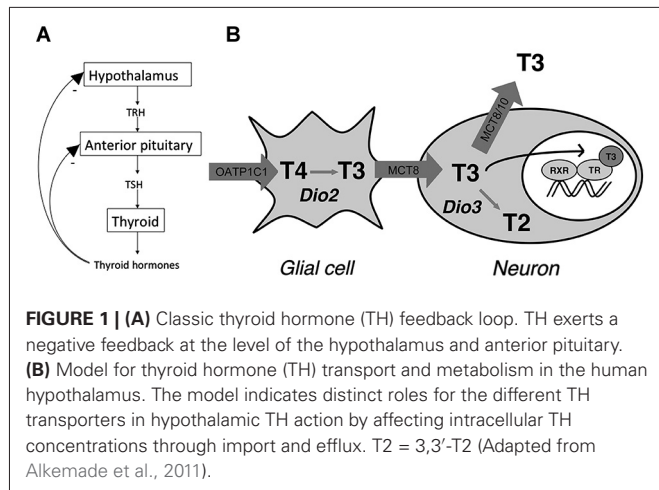 A
Hypothalamus
-
TRH
Anterior pituitary
-
TSH
Thyroid
Thyroid hormones
B
T3
MCT8/10
OATP1C1
T4
T3
Dio2
MCT8
T3
Dio3
T2
RXR
TR
T3
Glial cell
Neuron
FIGURE 1 | (A) Classic thyroid hormone (TH) feedback loop. TH exerts a
negative feedback at the level of the hypothalamus and anterior pituitary.
(B) Model for thyroid hormone (TH) transport and metabolism in the human
hypothalamus. The model indicates distinct roles for the different TH
transporters in hypothalamic TH action by affecting intracellular TH
concentrations through import and efflux. T2 = 3,3′-T2 (Adapted from
Alkemade et al., 2011).